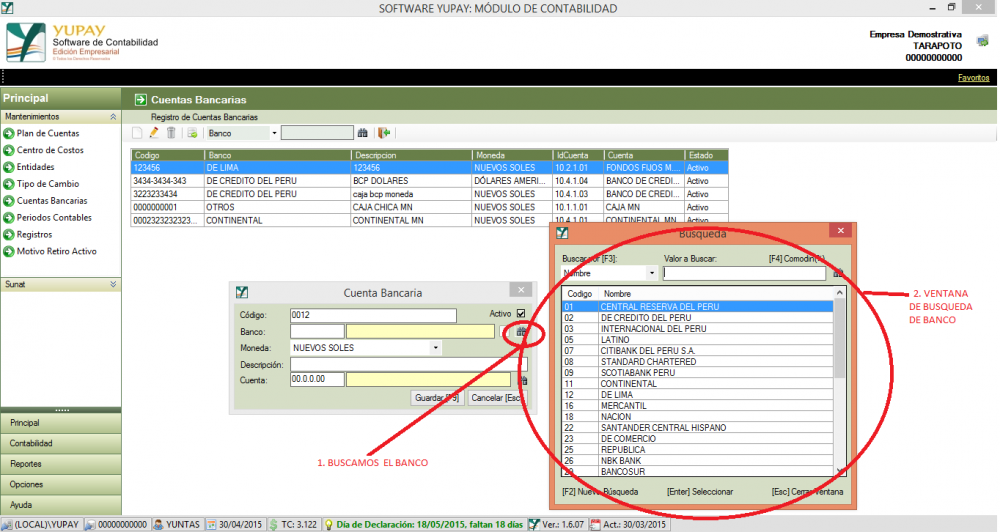 SOFTWARE YUPAY: MÓDULO DE CONTABILIDAD
YUPAY
Software de Contabilidad
Edición Empresarial
© Todos los Derechos Reservados
Empresa Demostrativa
TARAPOTO
00000000000
Favoritos
Principal
Cuentas Bancarias
Mantenimientos
Registro de Cuentas Bancarias
Plan de Cuentas
Centro de Costos
Entidades
Tipo de Cambio
Cuentas Bancarias
Periodos Contables
Registros
Motivo Retiro Activo
Sunat
Banco
Codigo Banco Descripcion Moneda IdCuenta Cuenta Estado
123456 DE LIMA 123456 NUEVOS SOLES 10.2.1.01 FONDOS FIJOS M... Activo
3434-3434-343 DE CREDITO DEL PERU BCP DOLARES DÓLARES AMERI... 10.4.1.04 BANCO DE CREDI... Activo
3223233434 DE CREDITO DEL PERU caja bcp moneda NUEVOS SOLES 10.4.1.03 BANCO DE CREDI... Activo
0000000001 OTROS CAJA CHICA MN NUEVOS SOLES 10.1.1.01 CAJA MN Activo
0002323232323... CONTINENTAL CONTINENTAL MN NUEVOS SOLES 10.4.1.01 CONTINENTAL MN Activo
Cuenta Bancaria
Código: 0012 Activo
Banco:
Moneda: NUEVOS SOLES
Descripción:
Cuenta: 00.0.0.00
Guardar [F9] Cancelar [Esc]
Búsqueda
Buscar por [F3]: Valor a Buscar: [F4] Comodin(%)
Nombre
Codigo Nombre
01 CENTRAL RESERVA DEL PERU
02 DE CREDITO DEL PERU
03 INTERNACIONAL DEL PERU
05 LATINO
07 CITIBANK DEL PERU S.A.
08 STANDARD CHARTERED
09 SCOTIABANK PERU
11 CONTINENTAL
12 DE LIMA
16 MERCANTIL
18 NACION
22 SANTANDER CENTRAL HISPANO
23 DE COMERCIO
25 REPUBLICA
26 NBK BANK
29 BANCOSUR
[F2] Nueva Búsqueda [Enter] Seleccionar [Esc] Cerrar Ventana
2. VENTANA
DE BUSQUEDA
DE BANCO
1. BUSCAMOS EL BANCO
Principal
Contabilidad
Reportes
Opciones
Ayuda
(LOCAL)\YUPAY 00000000000 YUNTAS 30/04/2015 TC: 3.122 Día de Declaración: 18/05/2015, faltan 18 días Ver.: 1.6.07 Act.: 30/03/2015